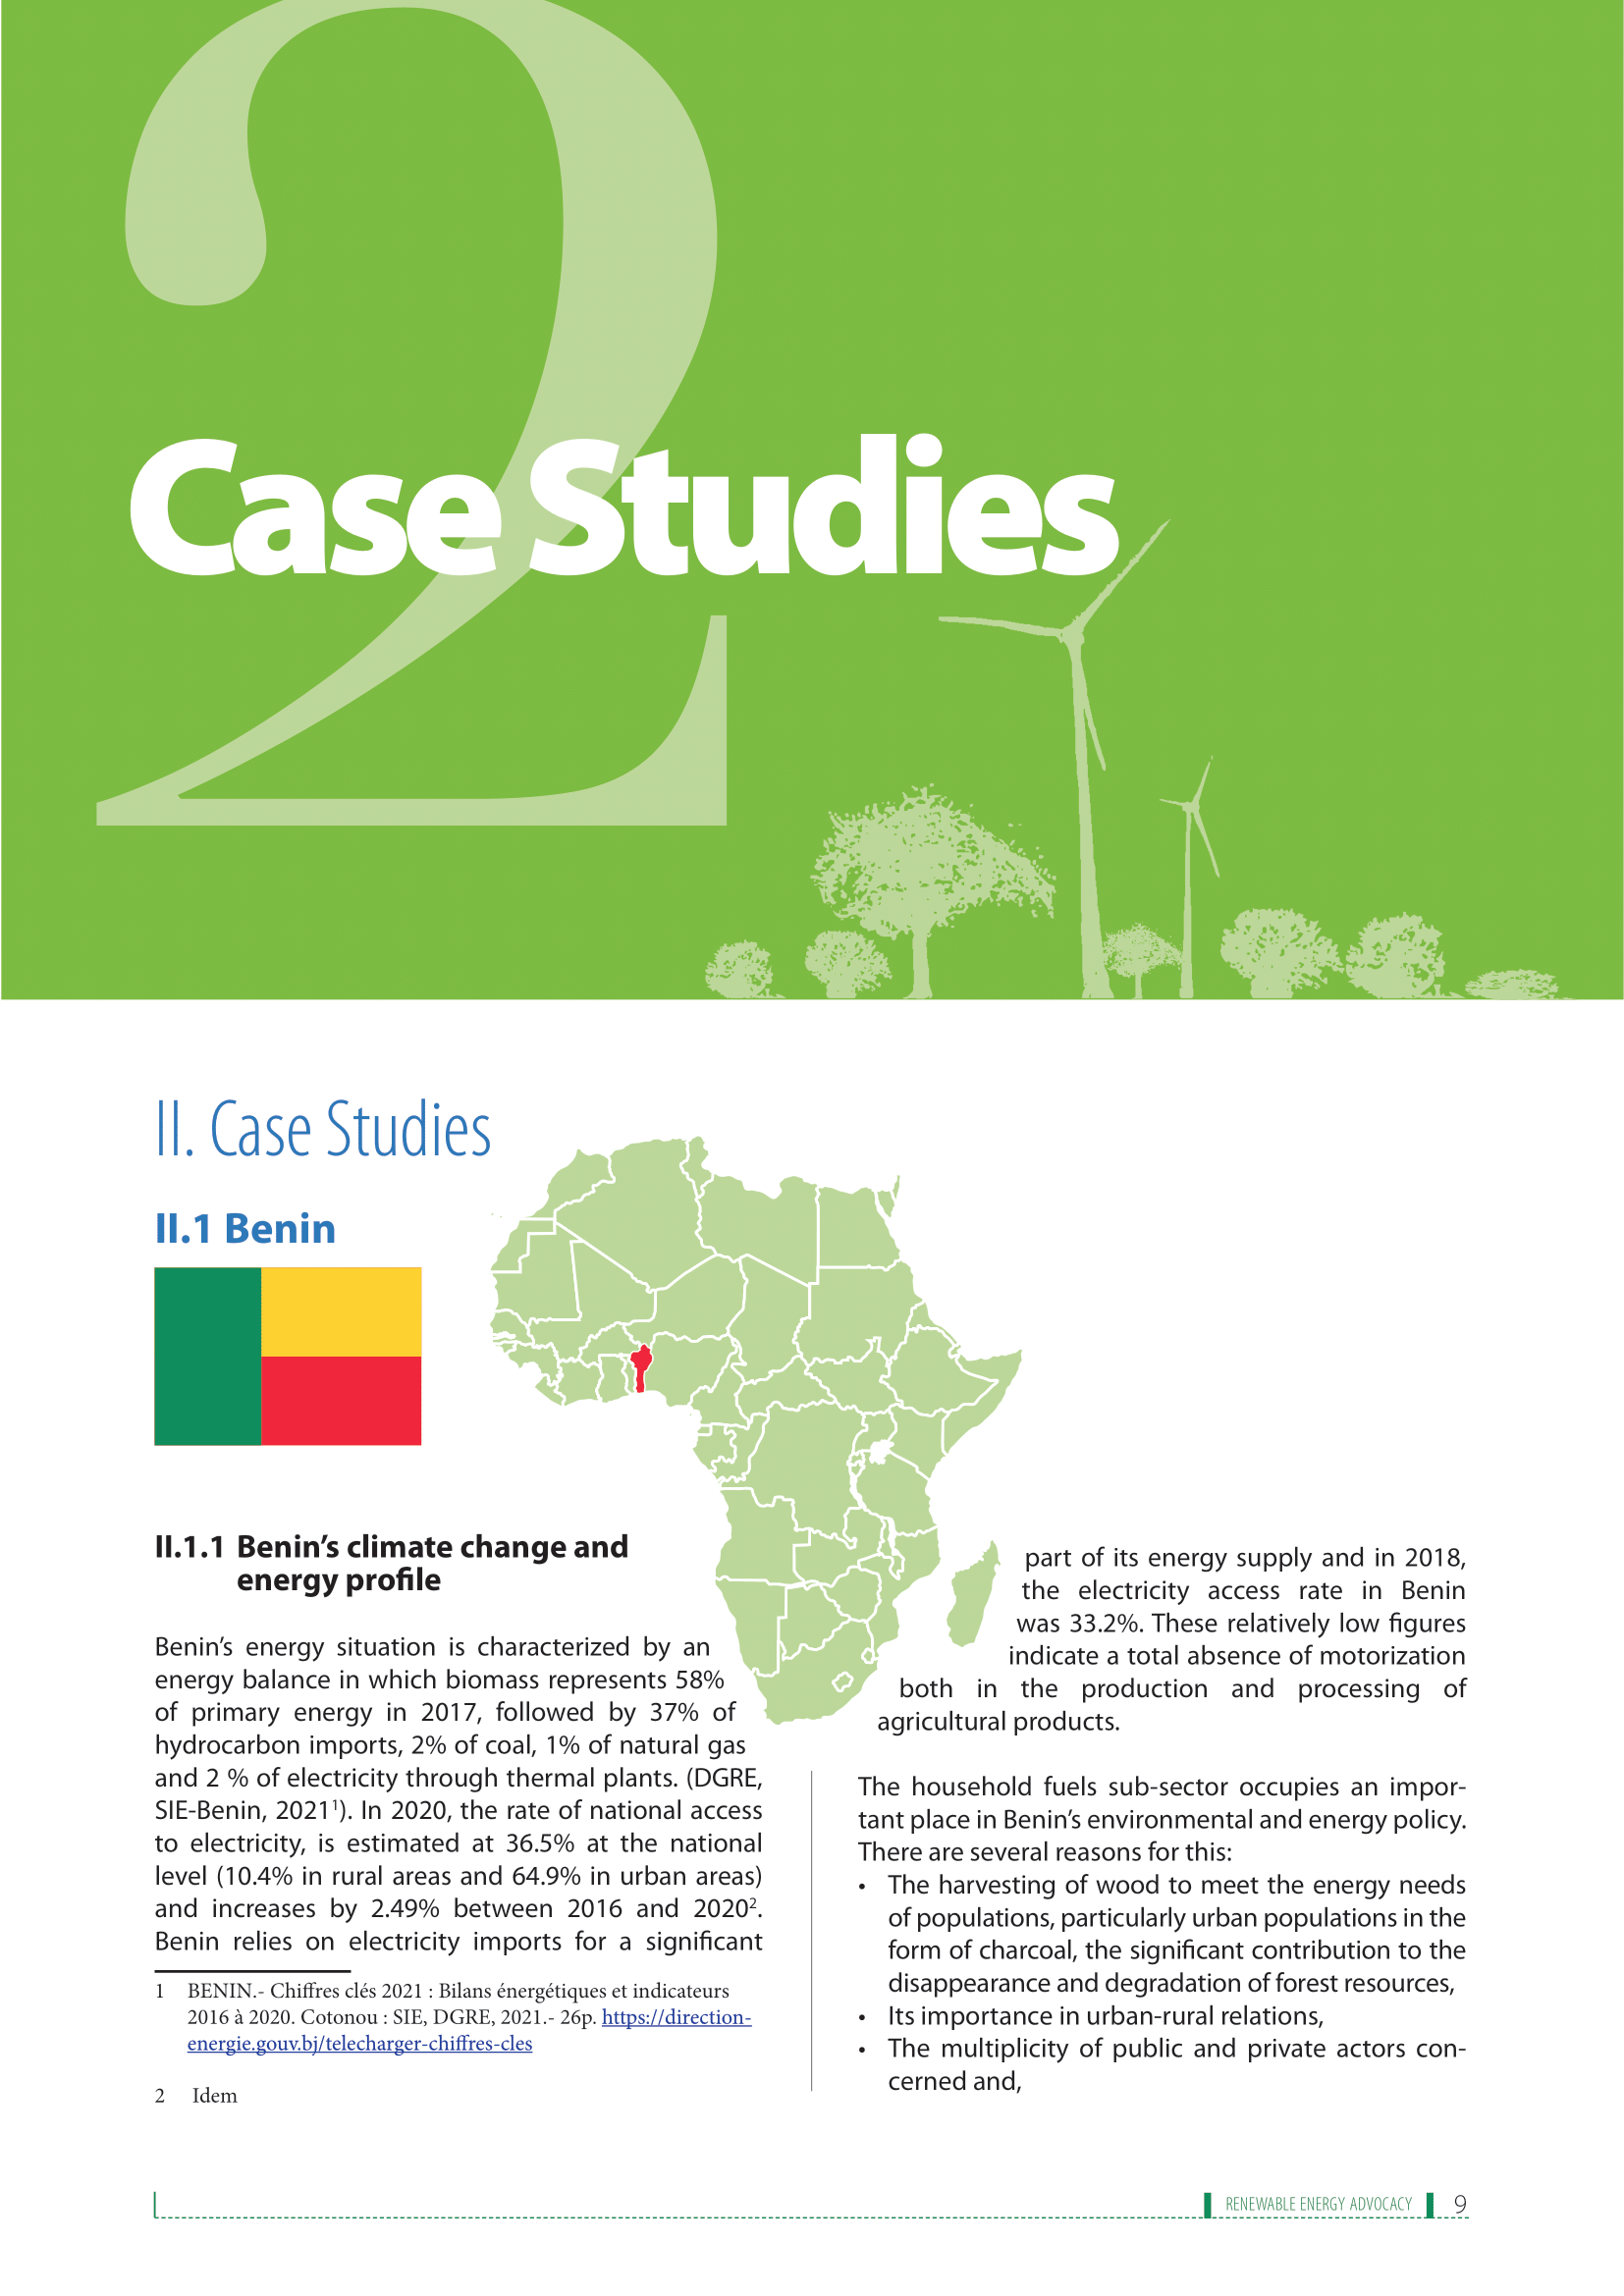 2
Case Studies
II. Case Studies
II.1 Benin
II.1.1 Benin’s climate change and
energy profile
Benin’s energy situation is characterized by an
energy balance in which biomass represents 58%
of primary energy in 2017, followed by 37% of
hydrocarbon imports, 2% of coal, 1% of natural gas
and 2 % of electricity through thermal plants. (DGRE,
SIE-Benin, 2021¹). In 2020, the rate of national access
to electricity, is estimated at 36.5% at the national
level (10.4% in rural areas and 64.9% in urban areas)
and increases by 2.49% between 2016 and 2020².
Benin relies on electricity imports for a significant
1 BENIN.- Chiffres clés 2021 : Bilans énergétiques et indicateurs
2016 à 2020. Cotonou : SIE, DGRE, 2021.- 26p. https://direction-
energie.gouv.bj/telecharger-chiffres-cles
2 Idem
part of its energy supply and in 2018,
the electricity access rate in Benin
was 33.2%. These relatively low figures
indicate a total absence of motorization
both in the production and processing of
agricultural products.
The household fuels sub-sector occupies an impor-
tant place in Benin’s environmental and energy policy.
There are several reasons for this:
• The harvesting of wood to meet the energy needs
of populations, particularly urban populations in the
form of charcoal, the significant contribution to the
disappearance and degradation of forest resources,
• Its importance in urban-rural relations,
• The multiplicity of public and private actors con-
cerned and,
RENEWABLE ENERGY ADVOCACY 9